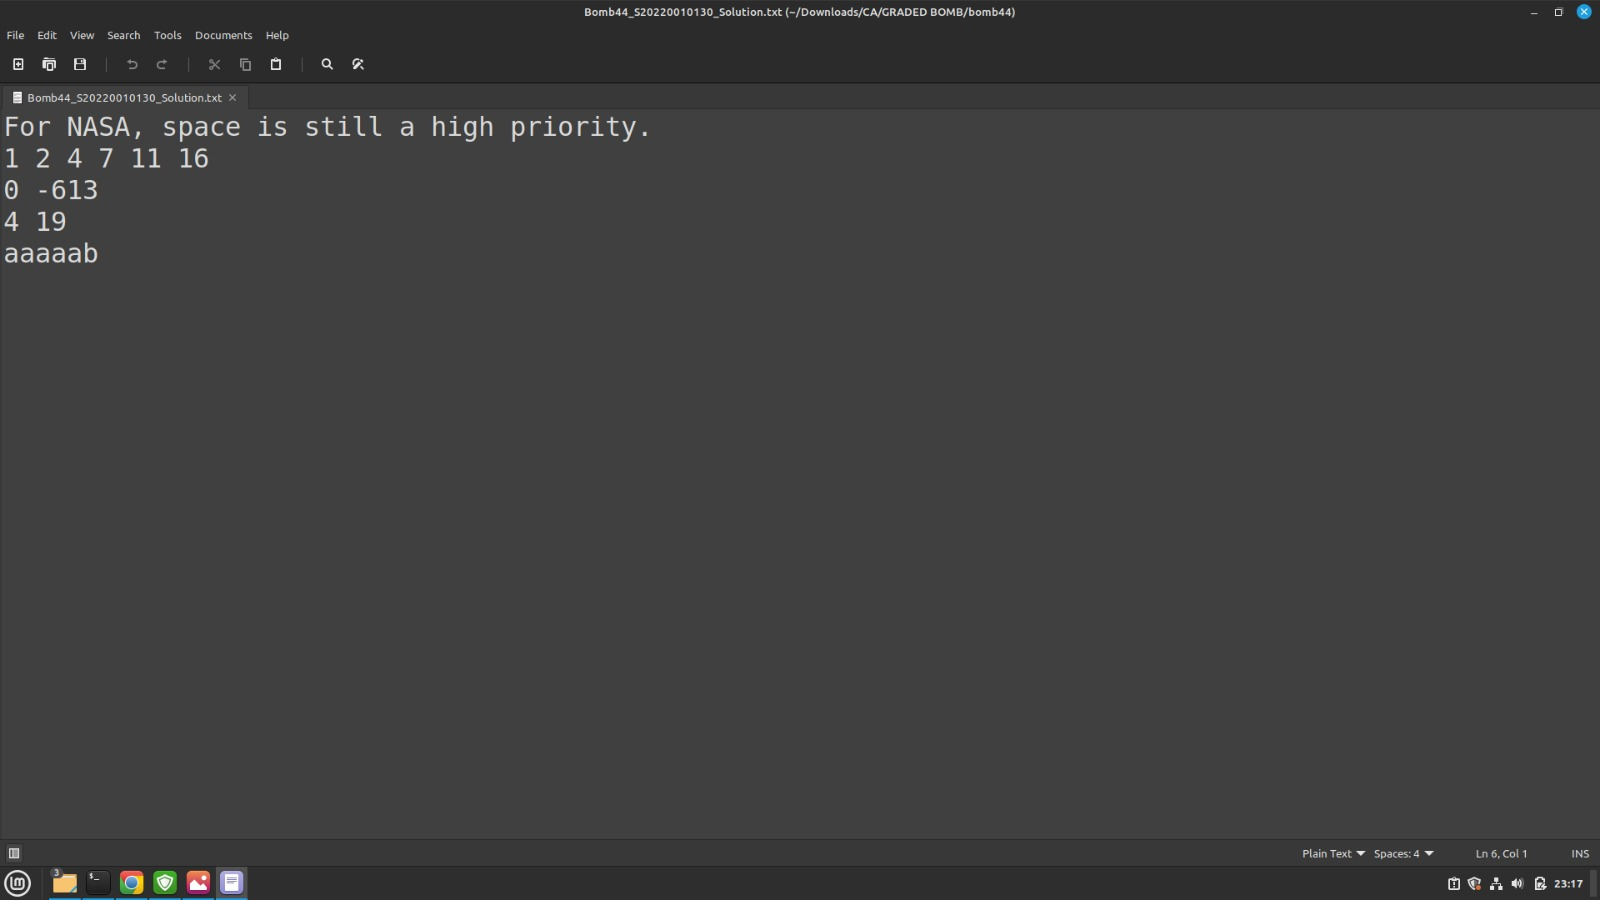 Bomb44_S20220010130_Solution.txt (~/Downloads/CA/GRADED BOMB/bomb44)
File Edit View Search Tools Documents Help
Bomb44_S20220010130_Solution.txt
For NASA, space is still a high priority.
1 2 4 7 11 16
0 -613
4 19
aaaaab
Plain Text Spaces: 4 Ln 6, Col 1 INS
3
$_
lm
23:17